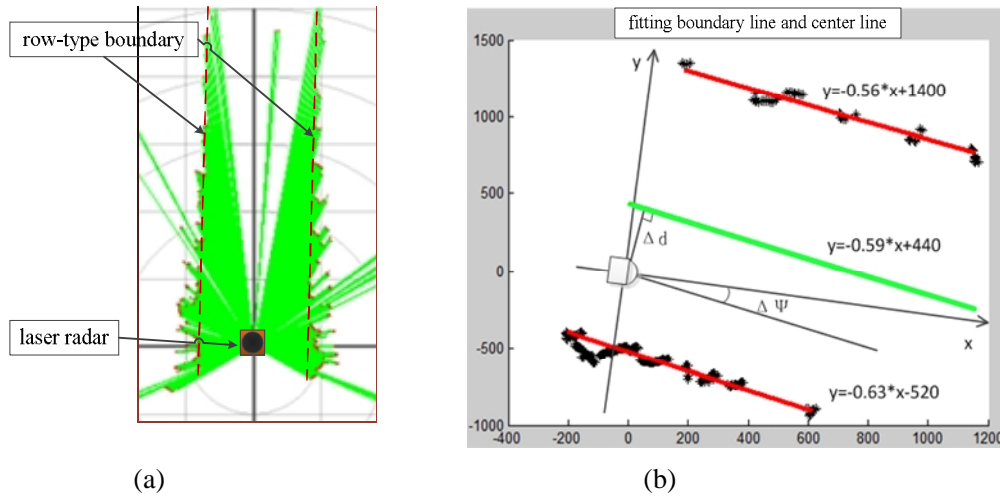 row-type boundary
laser radar
(a)
fitting boundary line and center line
1500
1000
500
0
-500
-1000
-400
-200
0
200
400
600
800
1000
1200
y
x
y=-0.56*x+1400
y=-0.59*x+440
y=-0.63*x-520
Δ d
Δ Ψ
(b)